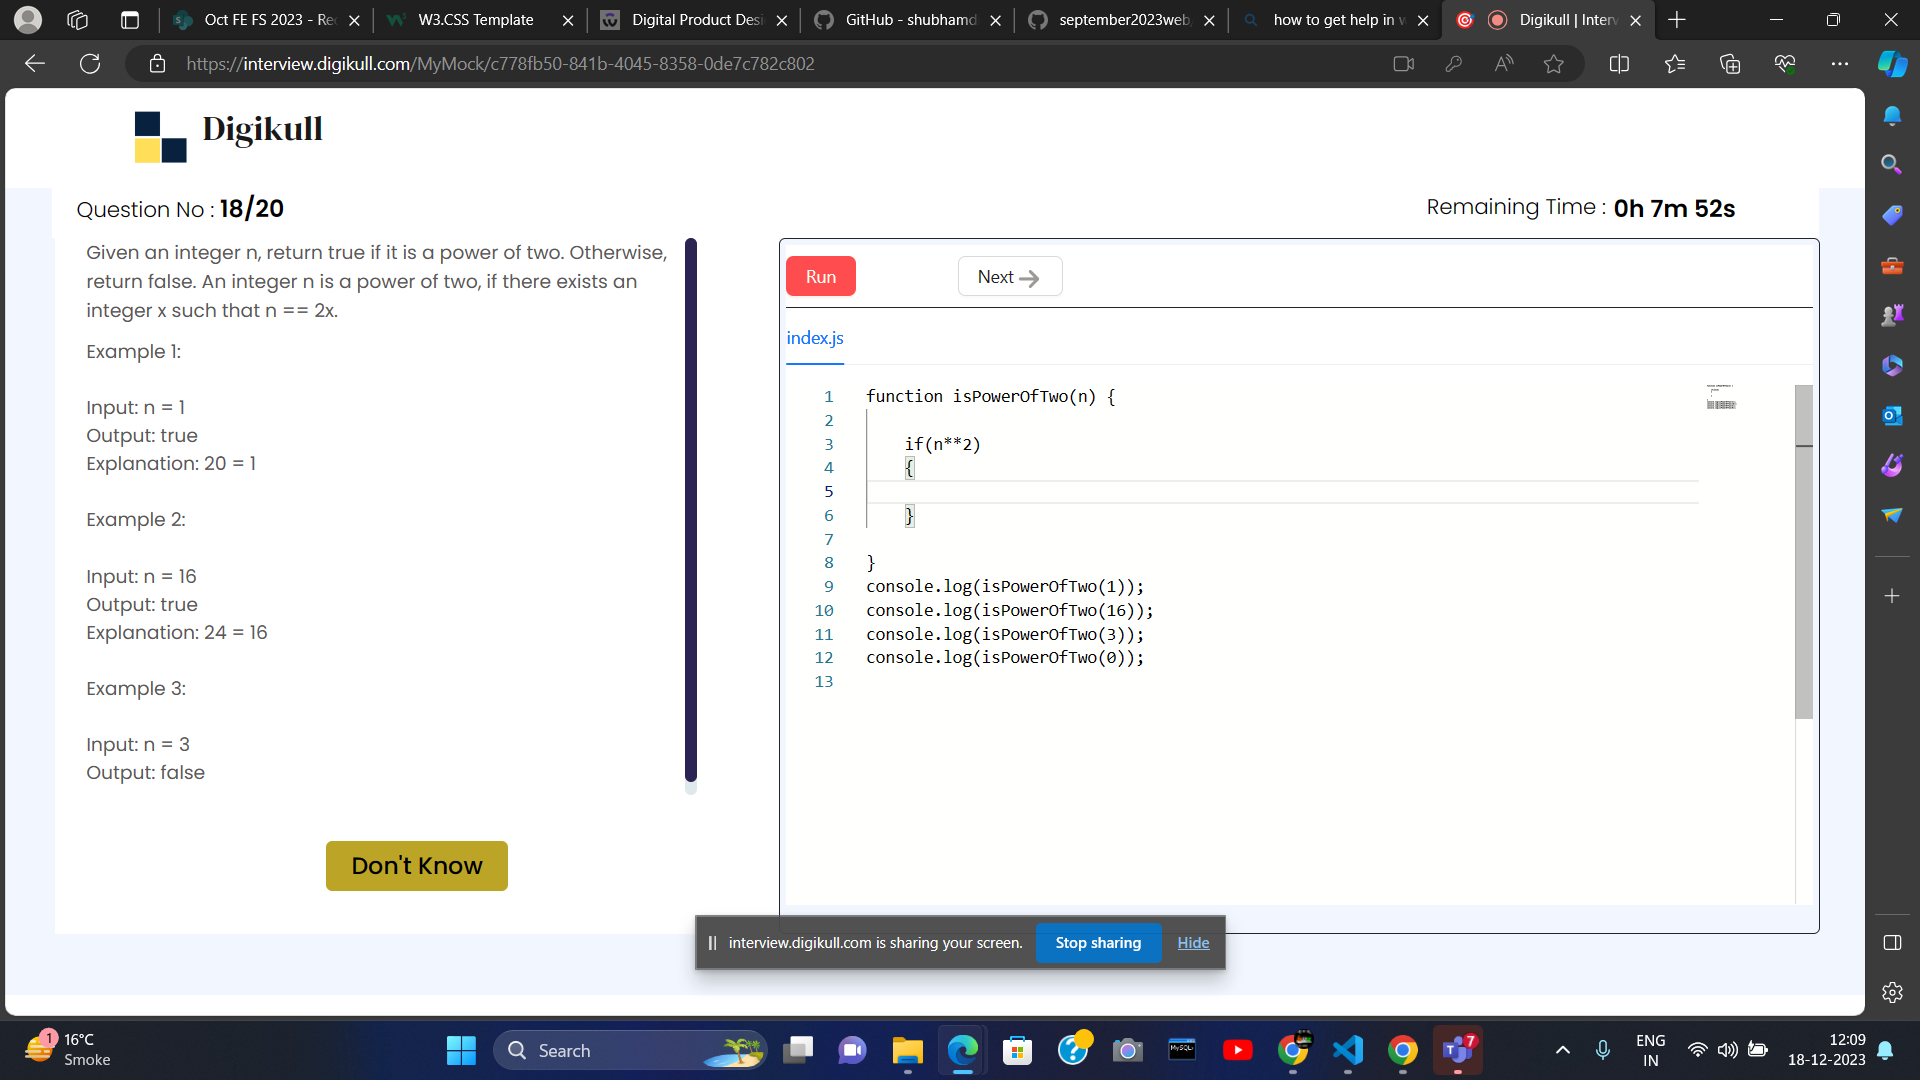 Oct FE FS 2023 - Rec
W3.CSS Template
Digital Product Desi
GitHub - shubhamd
september2023web
how to get help in w
Digikull | Interv
https://interview.digikull.com/MyMock/c778fb50-841b-4045-8358-0de7c782c802
Digikull
Question No : 18/20
Remaining Time : 0h 7m 52s
Given an integer n, return true if it is a power of two. Otherwise,
return false. An integer n is a power of two, if there exists an
integer x such that n == 2x.
Example 1:
Input: n = 1
Output: true
Explanation: 20 = 1
Example 2:
Input: n = 16
Output: true
Explanation: 24 = 16
Example 3:
Input: n = 3
Output: false
Don't Know
Run
Next
index.js
1 function isPowerOfTwo(n) {
2
3 if(n**2)
4 {
5
6 }
7
8 }
9 console.log(isPowerOfTwo(1));
10 console.log(isPowerOfTwo(16));
11 console.log(isPowerOfTwo(3));
12 console.log(isPowerOfTwo(0));
13
interview.digikull.com is sharing your screen.
Stop sharing
Hide
1
16°C
Smoke
Search
MySQL
7
ENG
IN
12:09
18-12-2023